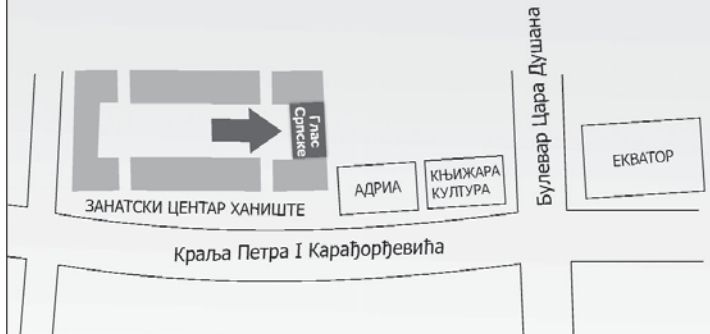 Булевар Цара Душана
Глас
Српске
АДРИА
КЊИЖАРА
КУЛТУРА
ЕКВАТОР
ЗАНАТСКИ ЦЕНТАР ХАНИШТЕ
Краља Петра I Карађорђевића